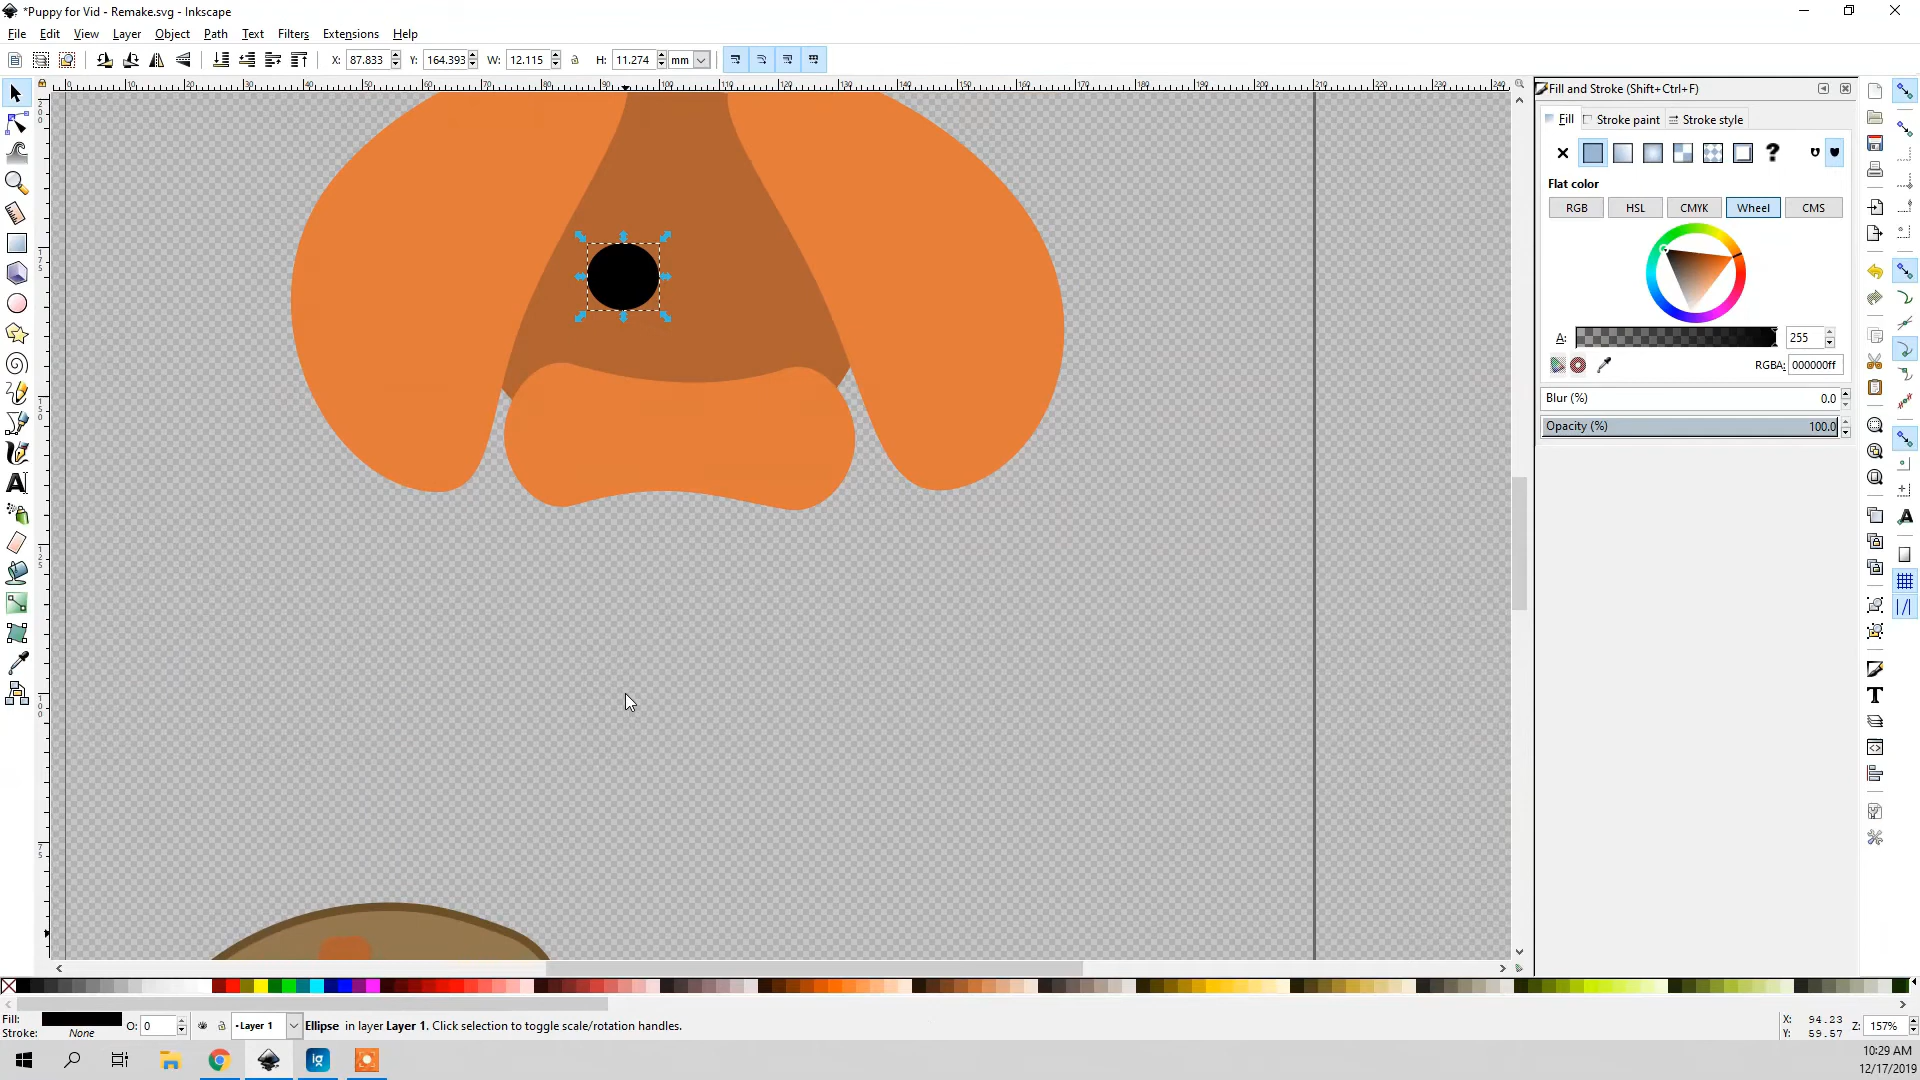 *Puppy for Vid - Remake.svg - Inkscape
File Edit View Layer Object Path Text Filters Extensions Help
X: 87.833 Y: 164.393 W: 12.115 H: 11.274 mm
Fill and Stroke (Shift+Ctrl+F)
Fill Stroke paint Stroke style
Flat color
RGB HSL CMYK Wheel CMS
A: 255
RGBA: 000000ff
Blur (%) 0.0
Opacity (%) 100.0
Fill:
Stroke: None
O: 0
•Layer 1
Ellipse in layer Layer 1. Click selection to toggle scale/rotation handles.
X: 94.23
Y: 59.57
Z: 157%
10:29 AM
12/17/2019